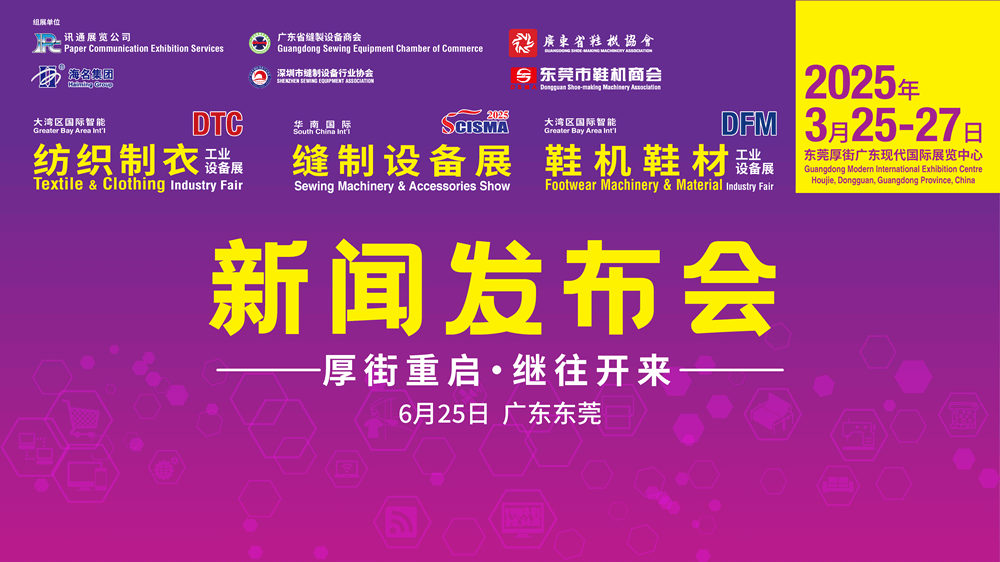 组展单位
讯通展览公司
Paper Communication Exhibition Services
广东省缝製设备商会
Guangdong Sewing Equipment Chamber of Commerce
廣東省鞋機協會
GUANGDONG SHOE-MAKING MACHINERY ASSOCIATION
海名集团
Haiming Group
深圳市缝制设备行业协会
SHENZHEN SEWING EQUIPMENT ASSOCIATION
东莞市鞋机商会
Dongguan Shoe-making Machinery Association
2025年
3月25-27日
东莞厚街广东现代国际展览中心
Guangdong Modern International Exhibition Centre
Houjie, Dongguan, Guangdong Province, China
大湾区国际智能
Greater Bay Area Int'l
DTC
纺织制衣 工业设备展
Textile & Clothing Industry Fair
华南国际
South China Int'l
2025
SCISMA
缝制设备展
Sewing Machinery & Accessories Show
大湾区国际智能
Greater Bay Area Int'l
DFM
鞋机鞋材 工业设备展
Footwear Machinery & Material Industry Fair
新闻发布会
厚街重启·继往开来
6月25日 广东东莞